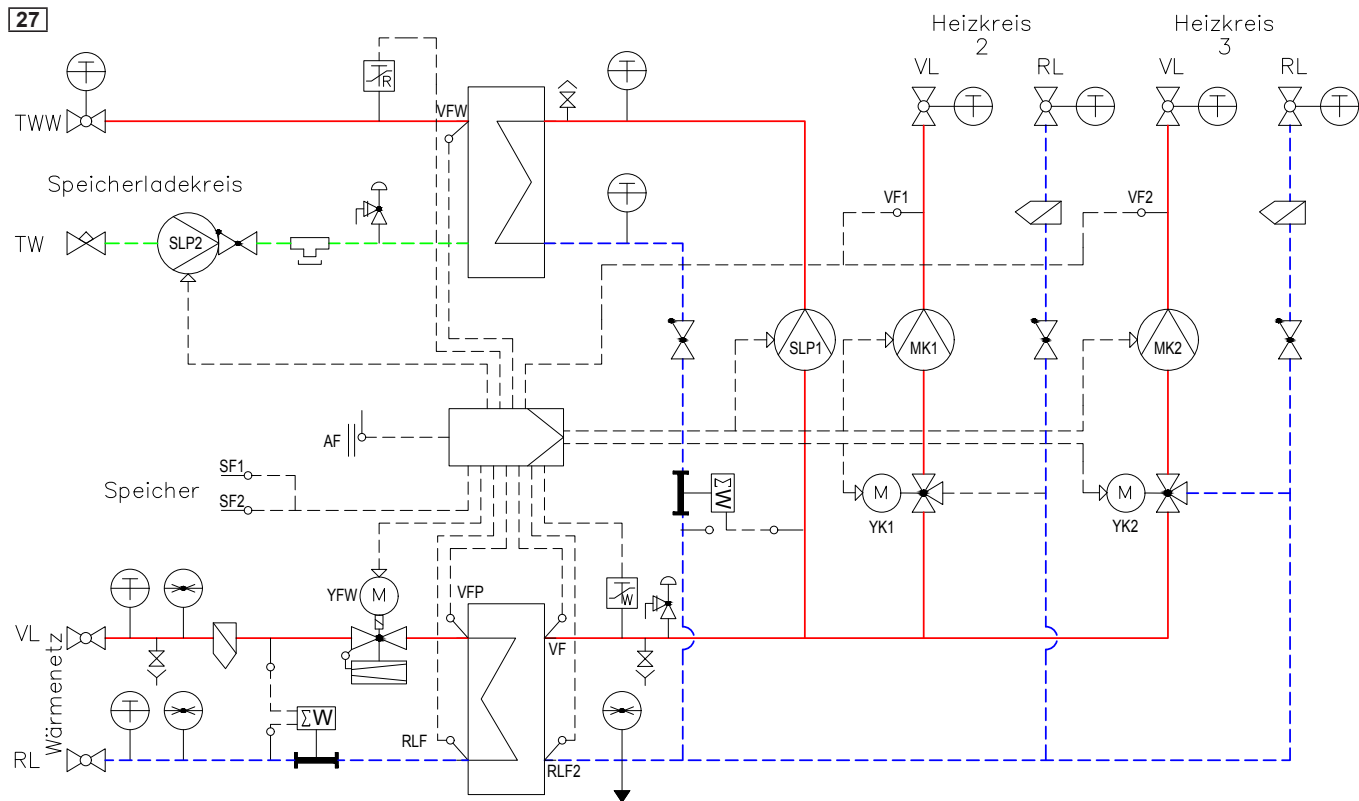 27
Heizkreis
2
Heizkreis
3
VL
RL
VL
RL
T
R
T
T
T
T
T
T
TWW
VFW
Speicherladekreis
T
VF1
VF2
TW
SLP2
SLP1
MK1
MK2
AF
SF1
Speicher
SF2
ΣW
M
YK1
M
YK2
YFW
M
VFP
W
VL
T
VF
Wärmenetz
T
ΣW
RLF
RL
RLF2